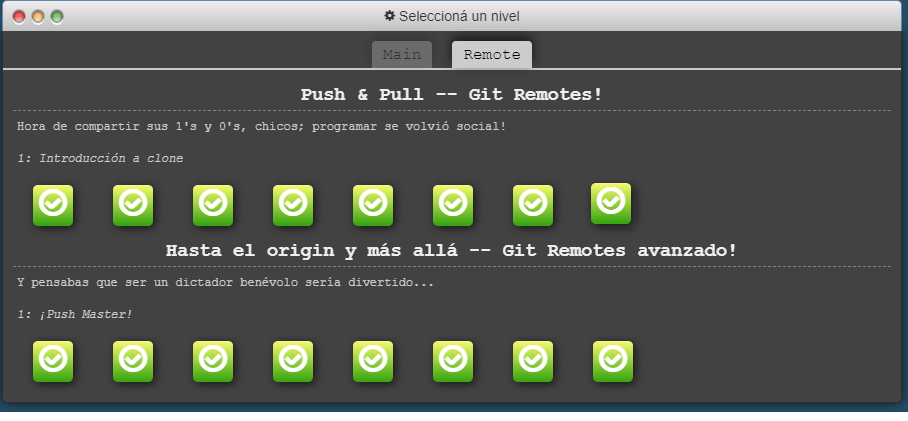 Seleccioná un nivel
Main
Remote
Push & Pull -- Git Remotes!
Hora de compartir sus 1's y 0's, chicos; programar se volvió social!
1: Introducción a clone
Hasta el origin y más allá -- Git Remotes avanzado!
Y pensabas que ser un dictador benévolo sería divertido...
1: ¡Push Master!